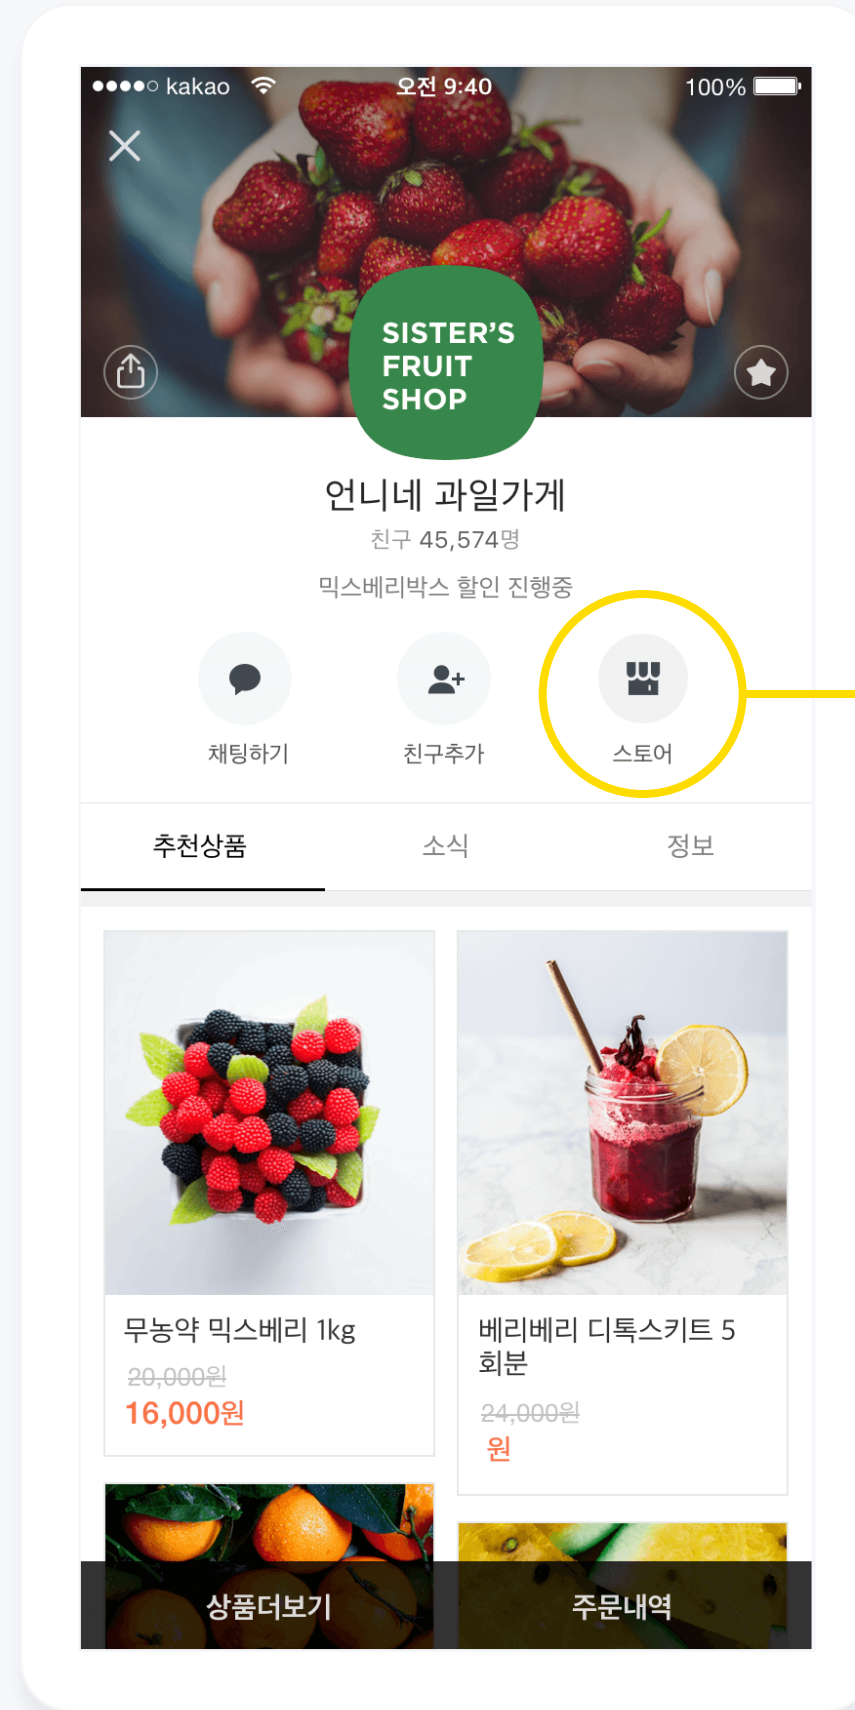 kakao
오전 9:40
100%
SISTER'S
FRUIT
SHOP
언니네 과일가게
친구 45,574명
믹스베리박스 할인 진행중
채팅하기
친구추가
스토어
추천상품
소식
정보
무농약 믹스베리 1kg
20,000원
16,000원
베리베리 디톡스키트 5
회분
24,000원
원
상품더보기
주문내역